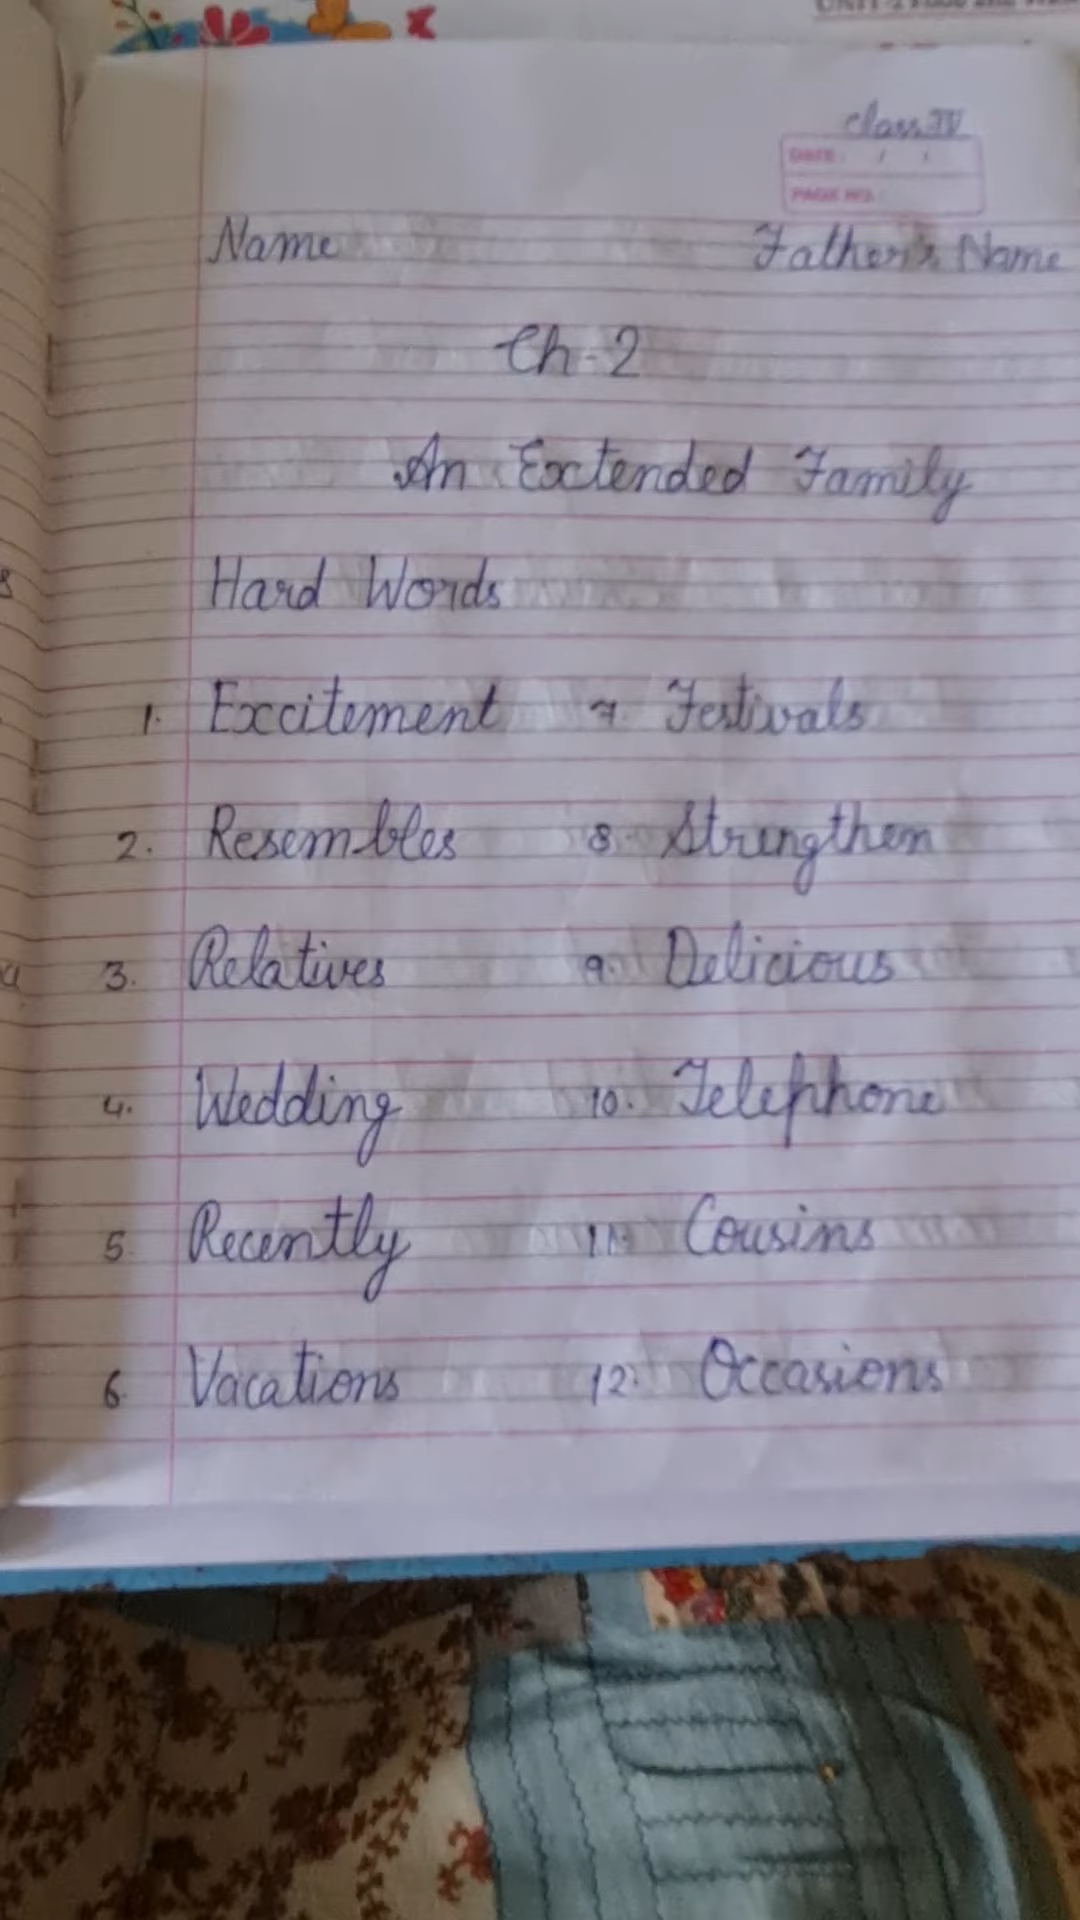 Class IV
DATE: / /
PAGE NO.:
Name Father's Name
Ch-2
An Extended Family
Hard Words
1. Excitement 7. Festivals
2. Resembles 8. Strengthen
3. Relatives 9. Delicious
4. Wedding 10. Telephone
5. Recently 11. Cousins
6. Vacations 12. Occasions